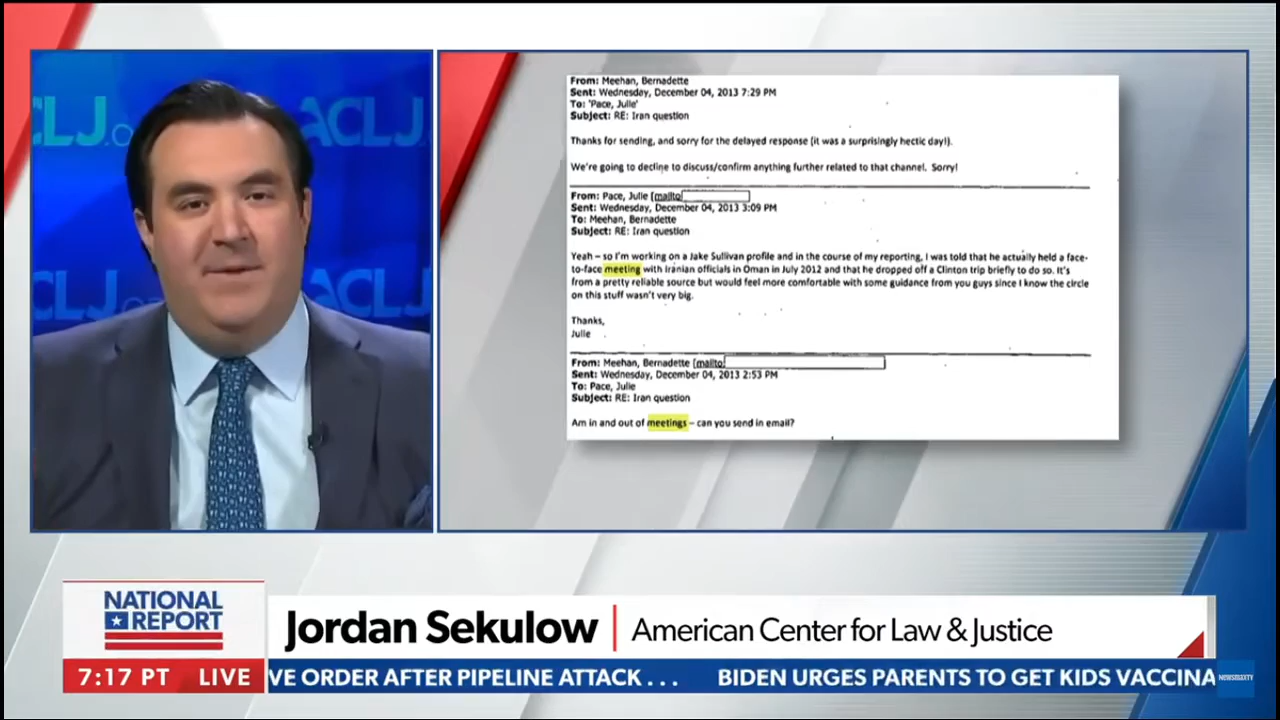 CLJ.o
ACLJ.
CLJ.o
ACLJ
From: Meehan, Bernadette
Sent: Wednesday, December 04, 2013 7:29 PM
To: 'Pace, Julie'
Subject: RE: Iran question
Thanks for sending, and sorry for the delayed response (it was a surprisingly hectic day!).
We're going to decline to discuss/confirm anything further related to that channel. Sorry!
From: Pace, Julie [mailto
Sent: Wednesday, December 04, 2013 3:09 PM
To: Meehan, Bernadette
Subject: RE: Iran question
Yeah – so I'm working on a Jake Sullivan profile and in the course of my reporting, I was told that he actually held a face-
to-face meeting with Iranian officials in Oman in July 2012 and that he dropped off a Clinton trip briefly to do so. It's
from a pretty reliable source but would feel more comfortable with some guidance from you guys since I know the circle
on this stuff wasn't very big.
Thanks,
Julie
From: Meehan, Bernadette [mailto:
Sent: Wednesday, December 04, 2013 2:53 PM
To: Pace, Julie
Subject: RE: Iran question
Am in and out of meetings – can you send in email?
NATIONAL
REPORT
Jordan Sekulow | American Center for Law & Justice
7:17 PT LIVE
VE ORDER AFTER PIPELINE ATTACK . . . BIDEN URGES PARENTS TO GET KIDS VACCINA
NEWSMAXTV